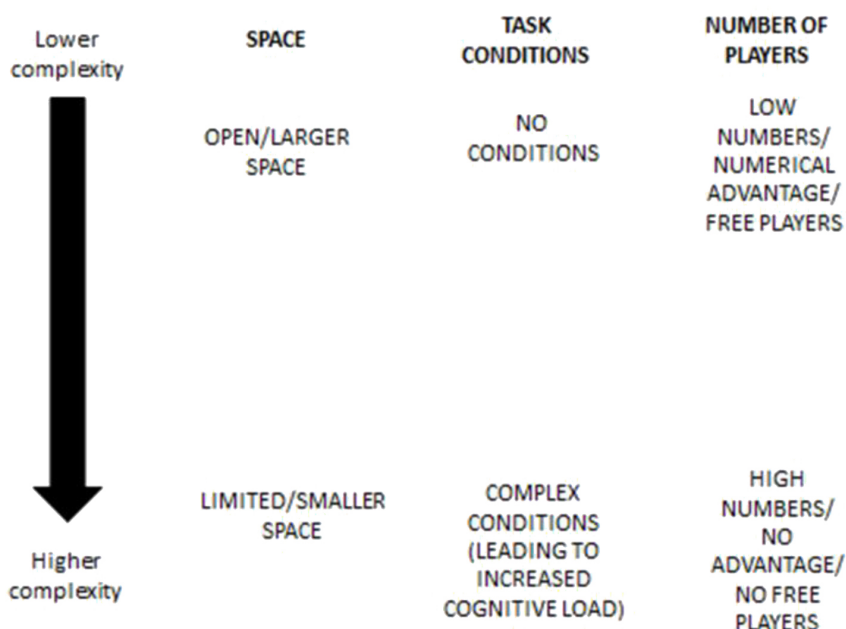 Lower
complexity
SPACE
TASK
CONDITIONS
NUMBER OF
PLAYERS
OPEN/LARGER
SPACE
NO
CONDITIONS
LOW
NUMBERS/
NUMERICAL
ADVANTAGE/
FREE PLAYERS
Higher
complexity
LIMITED/SMALLER
SPACE
COMPLEX
CONDITIONS
(LEADING TO
INCREASED
COGNITIVE LOAD)
HIGH
NUMBERS/
NO
ADVANTAGE/
NO FREE
PLAYERS